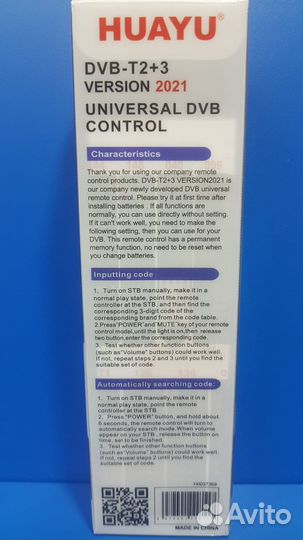 HUAYU®
DVB-T2+3
VERSION 2021
UNIVERSAL DVB
CONTROL
Characteristics
Thank you for using our company remote
control products. DVB-T2+3 VERSION2021 is
our company newly developed DVB universal
remote control. Please try it at first time after
installing batteries . If all functions are
normally, you can use directly without setting.
If it can't work well, you need to make the
following setting, then you can use for your
DVB. This remote control has a permanent
memory function, no need to be reset when
you change batteries.
Inputting code
1. Turn on STB manually, make it in a
normal play state, point the remote
controller at the STB, and then find the
corresponding 3-digit code of the
corresponding brand from the code table.
2.Press"POWER"and"MUTE"key of your remote
control model,until the light is on,then release
two button,enter the corresponding code.
3. Test whether other function buttons
(such as"Volume" buttons) could work well.
If not, repeat steps 2 and 3 until you find the
suitable set of code.
Automatically searching code:
1. Turn on STB manually, make it in a
normal play state, point the remote
controller at the STB.
2. Press "POWER" button, and hold about
6 seconds, the remote control will turn to
automatically search mode. When volume
appear on your STB , release the button on
time, set to be finished.
3. Test whether other function buttons
(such as"Volume" buttons) could work well.
If not, repeat steps 2 until you find the
suitable set of code.
MADE IN CHINA
Avito